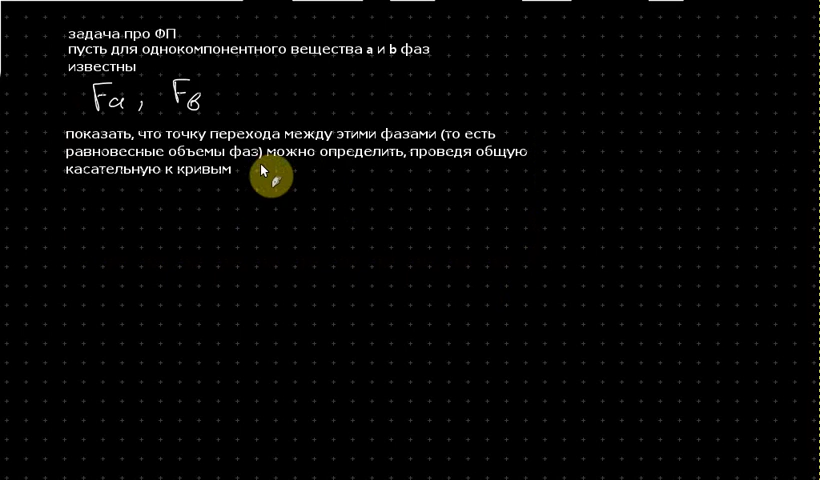 задача про ФП
пусть для однокомпонентного вещества a и b фаз
известны
Fa, Fв
показать, что точку перехода между этими фазами (то есть
равновесные объемы фаз) можно определить, проведя общую
касательную к кривым